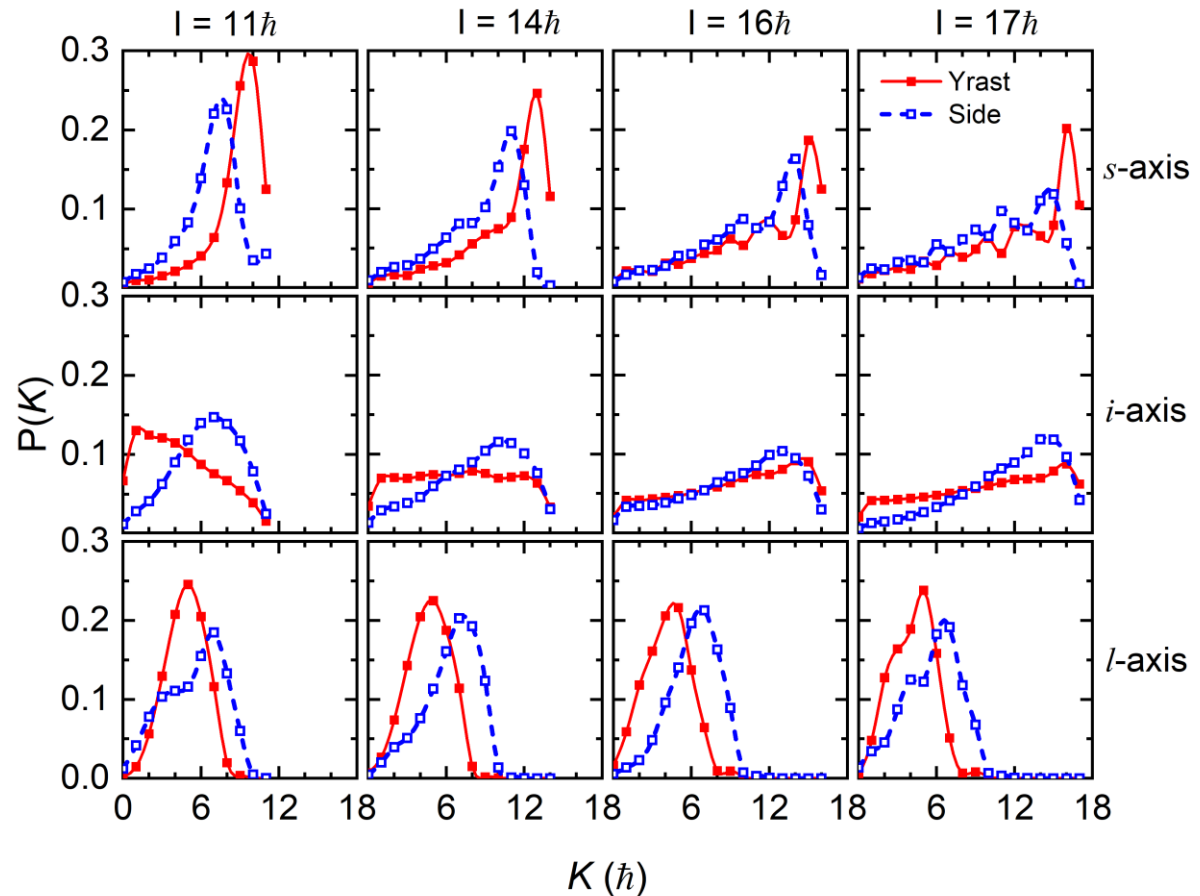 I = 11ħ I = 14ħ I = 16ħ I = 17ħ
0.3
0.2
0.1
Yrast
Side
s-axis
0.3
0.2
0.1
P(K)
i-axis
0.3
0.2
0.1
0.0
l-axis
0 6 12 18 6 12 18 6 12 18 6 12 18
K (ħ)